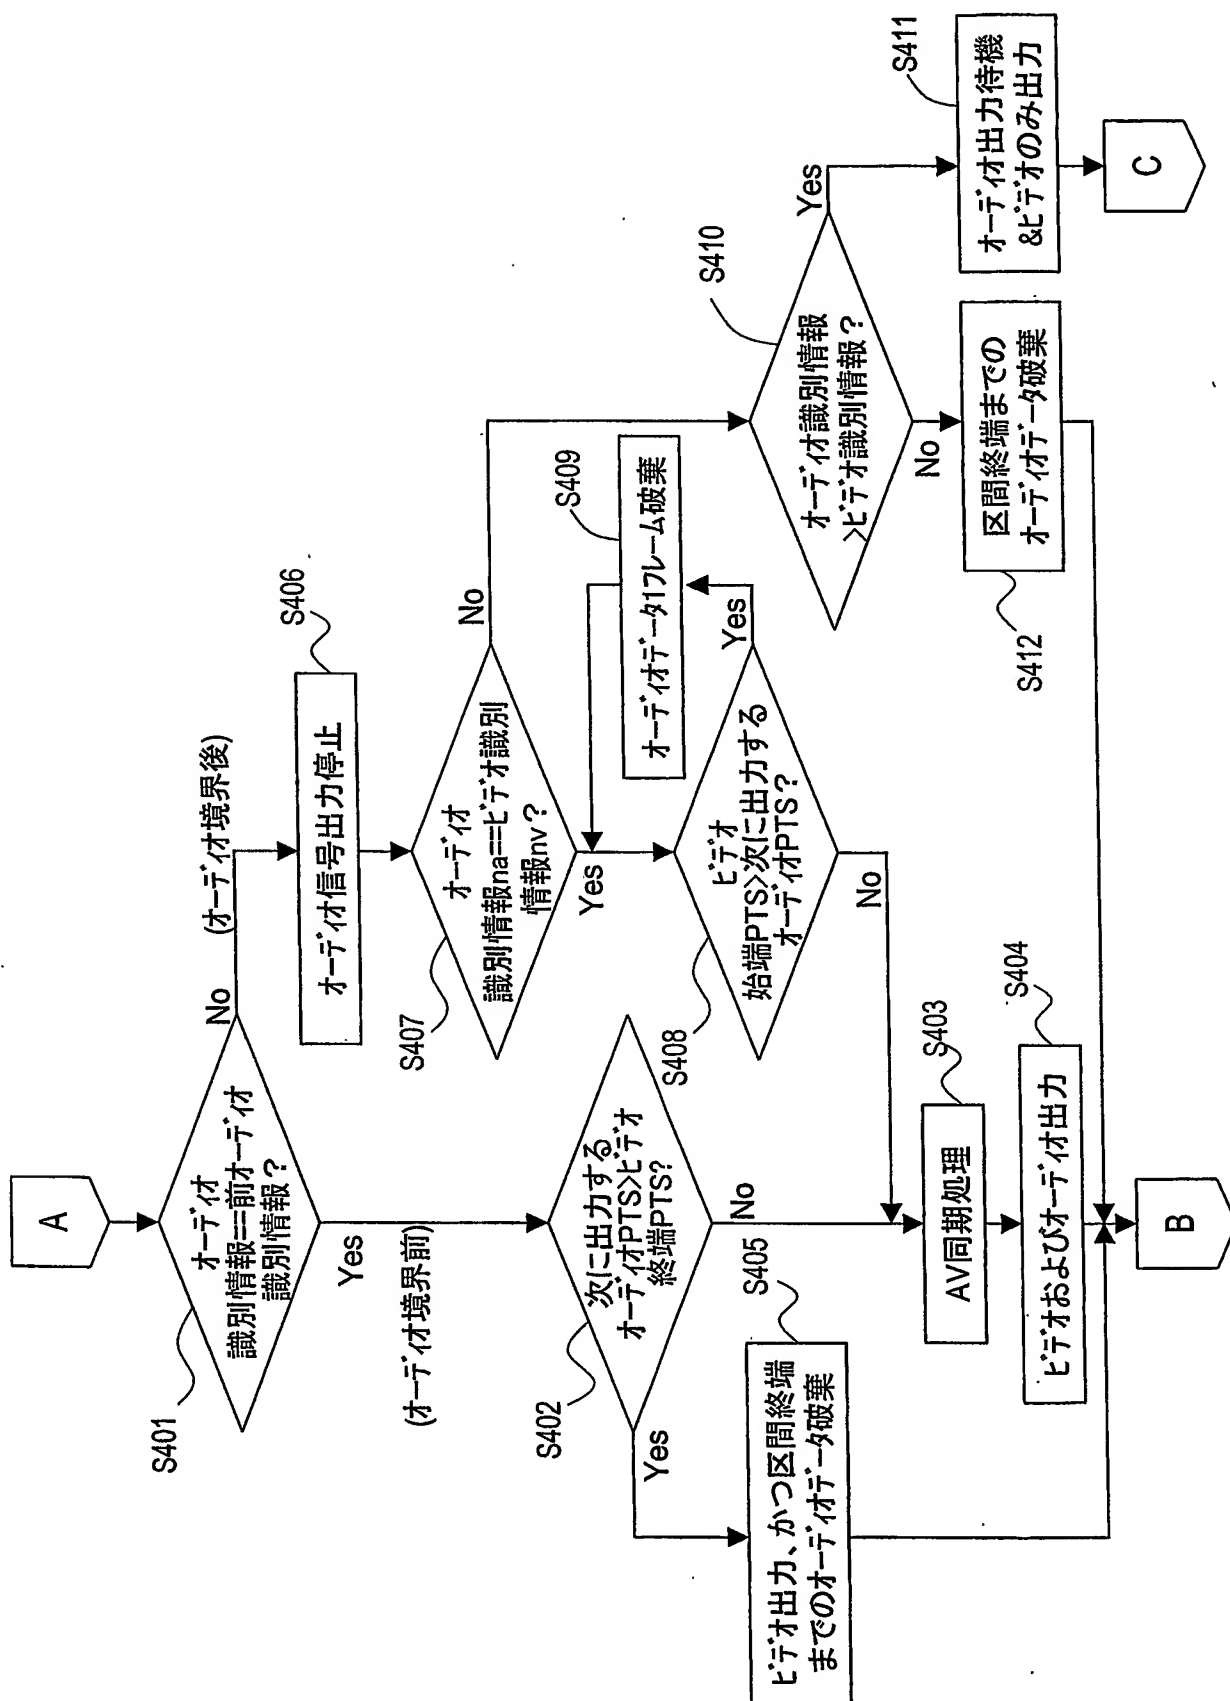 A
オーディオ
識別情報==前オーディオ
識別情報?
S401
Yes
(オーディオ境界前)
No
(オーディオ境界後)
次に出力する
オーディオPTS>ビデオ
終端PTS?
S402
Yes
No
ビデオ出力、かつ区間終端
までのオーディオデータ破棄
S405
AV同期処理
S403
ビデオおよびオーディオ出力
S404
B
オーディオ信号出力停止
S406
オーディオ
識別情報na==ビデオ識別
情報nv?
S407
Yes
No
ビデオ
始端PTS>次に出力する
オーディオPTS?
S408
Yes
No
オーディオデータ1フレーム破棄
S409
オーディオ識別情報
>ビデオ識別情報?
S410
Yes
No
オーディオ出力待機
&ビデオのみ出力
S411
C
区間終端までの
オーディオデータ破棄
S412